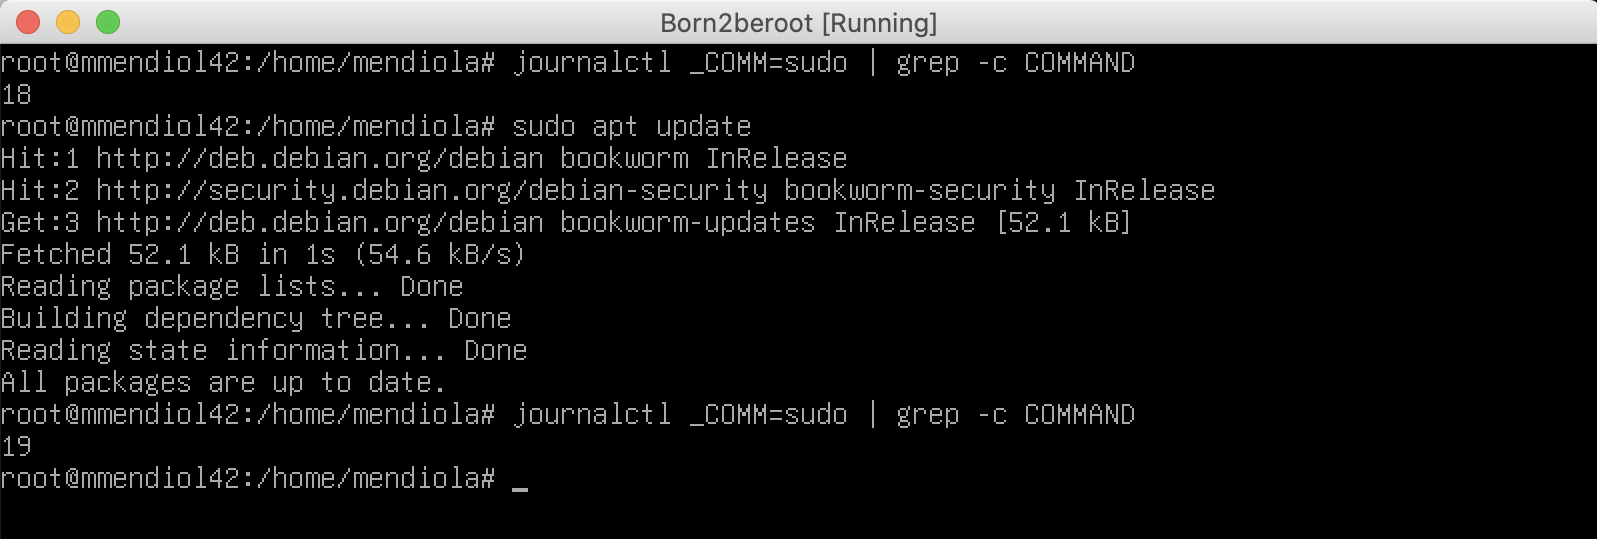 Born2beroot [Running]
root@mmendiol42:/home/mendiola# journalctl _COMM=sudo | grep -c COMMAND
18
root@mmendiol42:/home/mendiola# sudo apt update
Hit:1 http://deb.debian.org/debian bookworm InRelease
Hit:2 http://security.debian.org/debian-security bookworm-security InRelease
Get:3 http://deb.debian.org/debian bookworm-updates InRelease [52.1 kB]
Fetched 52.1 kB in 1s (54.6 kB/s)
Reading package lists... Done
Building dependency tree... Done
Reading state information... Done
All packages are up to date.
root@mmendiol42:/home/mendiola# journalctl _COMM=sudo | grep -c COMMAND
19
root@mmendiol42:/home/mendiola# _